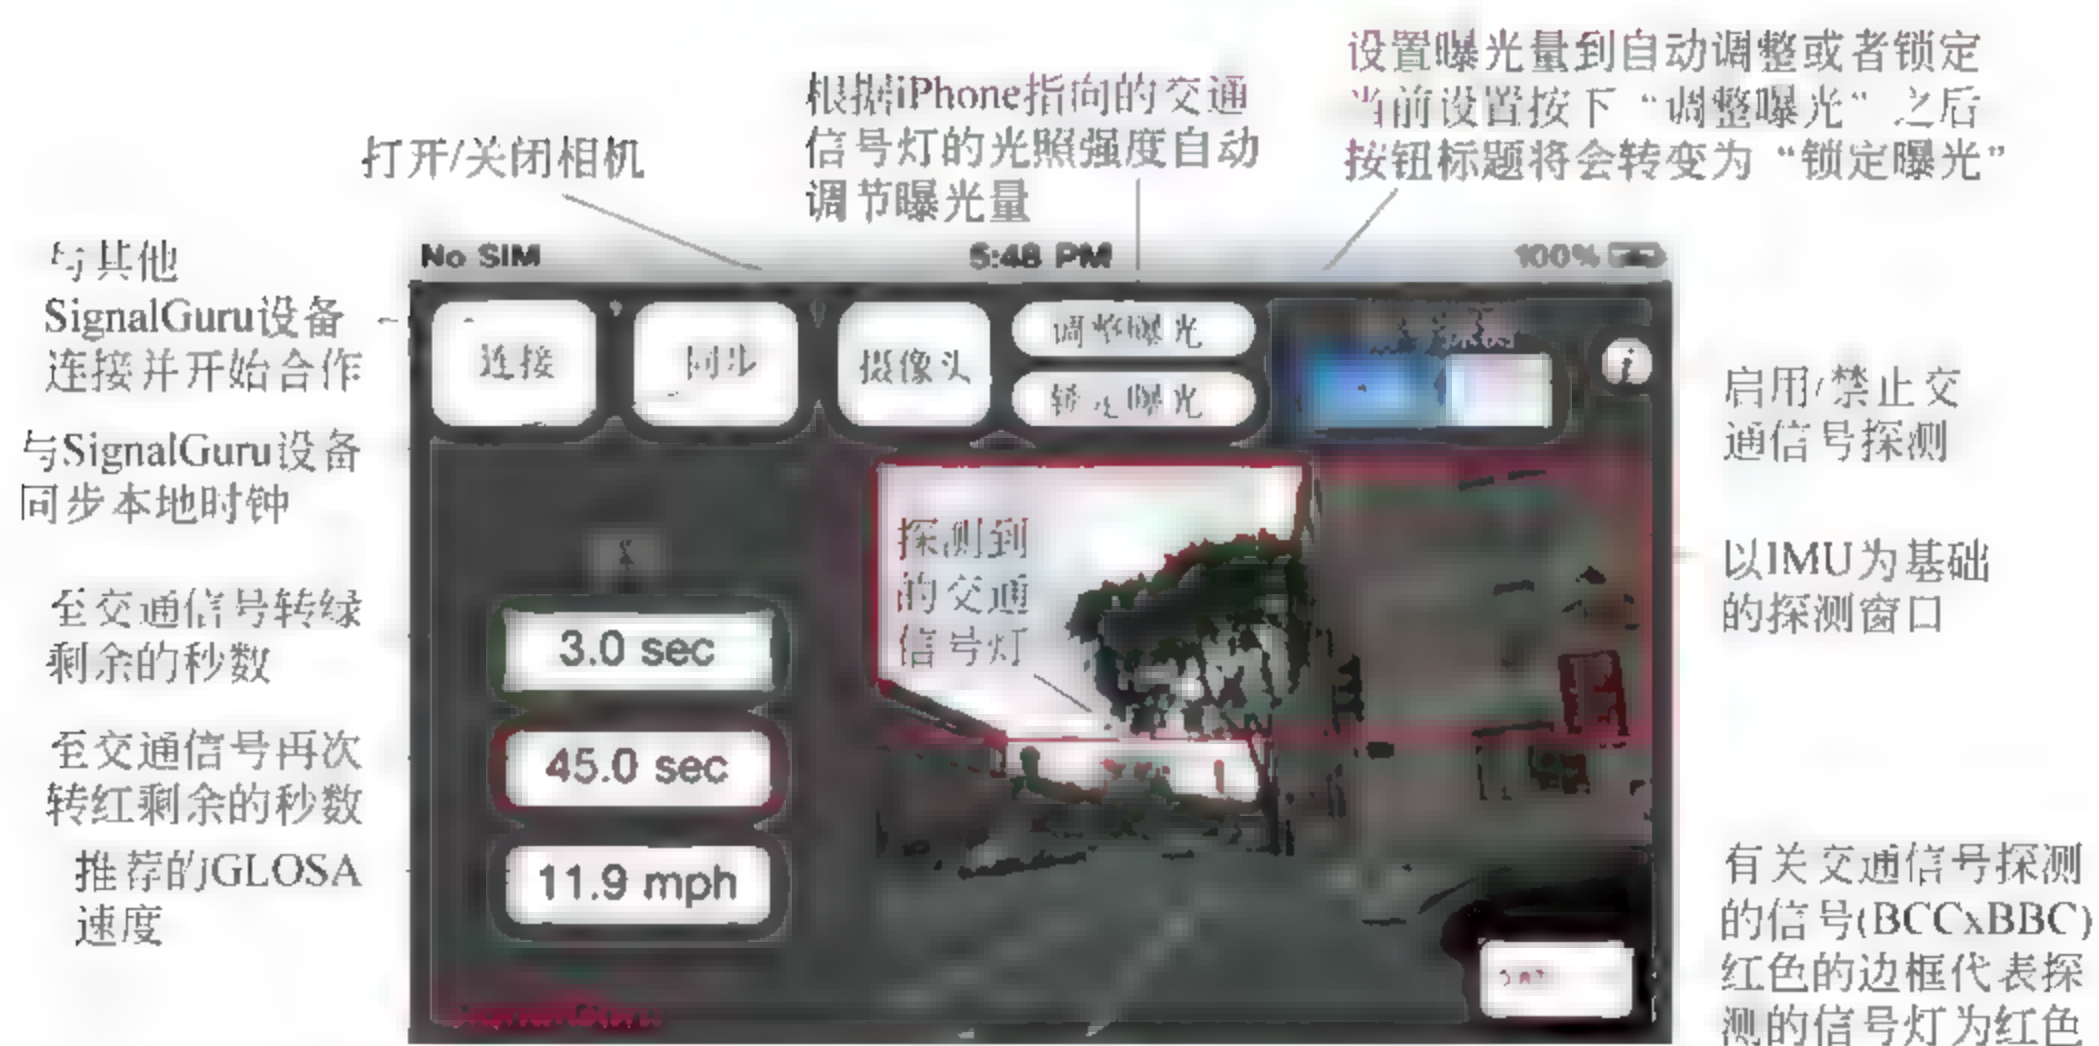 设置曝光量到自动调整或者锁定
当前设置按下“调整曝光”之后
按钮标题将会转变为“锁定曝光”
根据iPhone指向的交通
信号灯的光照强度自动
调节曝光量
打开/关闭相机
与其他
SignalGuru设备
连接并开始合作
与SignalGuru设备
同步本地时钟
至交通信号转绿
剩余的秒数
至交通信号再次
转红剩余的秒数
推荐的GLOSA
速度
No SIM
5:48 PM
100%
连接
同步
摄像头
调整曝光
曝光
i
探测到
的交通
信号灯
3.0 sec
45.0 sec
11.9 mph
启用/禁止交
通信号探测
以IMU为基础
的探测窗口
有关交通信号探测
的信号(BCCxBBC)
红色的边框代表探
测的信号灯为红色